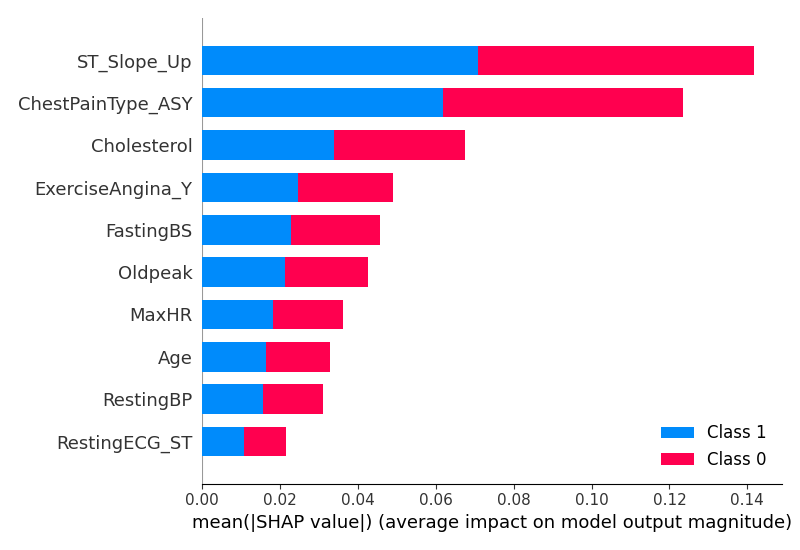 ST_Slope_Up
ChestPainType_ASY
Cholesterol
ExerciseAngina_Y
FastingBS
Oldpeak
MaxHR
Age
RestingBP
RestingECG_ST
Class 1
Class 0
0.00 0.02 0.04 0.06 0.08 0.10 0.12 0.14
mean(|SHAP value|) (average impact on model output magnitude)